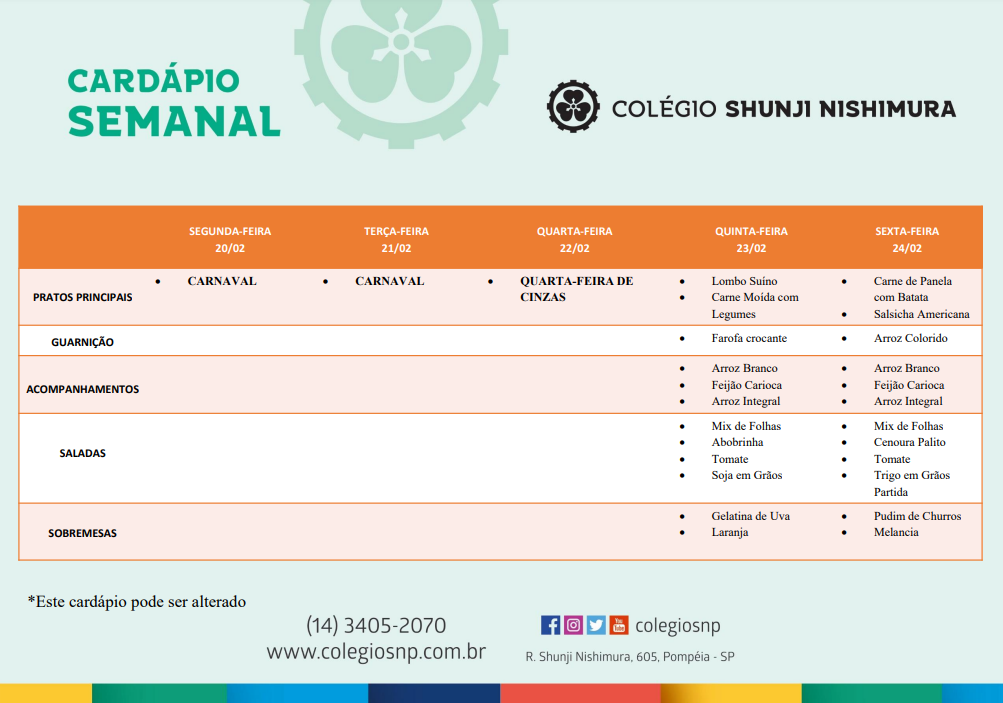 CARDÁPIO
SEMANAL
COLÉGIO SHUNJI NISHIMURA
SEGUNDA-FEIRA
20/02
TERÇA-FEIRA
21/02
QUARTA-FEIRA
22/02
QUINTA-FEIRA
23/02
SEXTA-FEIRA
24/02
PRATOS PRINCIPAIS
• CARNAVAL
• CARNAVAL
• QUARTA-FEIRA DE
CINZAS
• Lombo Suíno
• Carne Moída com
Legumes
• Carne de Panela
com Batata
• Salsicha Americana
GUARNIÇÃO
• Farofa crocante
• Arroz Colorido
ACOMPANHAMENTOS
• Arroz Branco
• Feijão Carioca
• Arroz Integral
• Arroz Branco
• Feijão Carioca
• Arroz Integral
SALADAS
• Mix de Folhas
• Abobrinha
• Tomate
• Soja em Grãos
• Mix de Folhas
• Cenoura Palito
• Tomate
• Trigo em Grãos
Partida
SOBREMESAS
• Gelatina de Uva
• Laranja
• Pudim de Churros
• Melancia
*Este cardápio pode ser alterado
(14) 3405-2070
www.colegiosnp.com.br
You Tube
colegiosnp
R. Shunji Nishimura, 605, Pompéia - SP